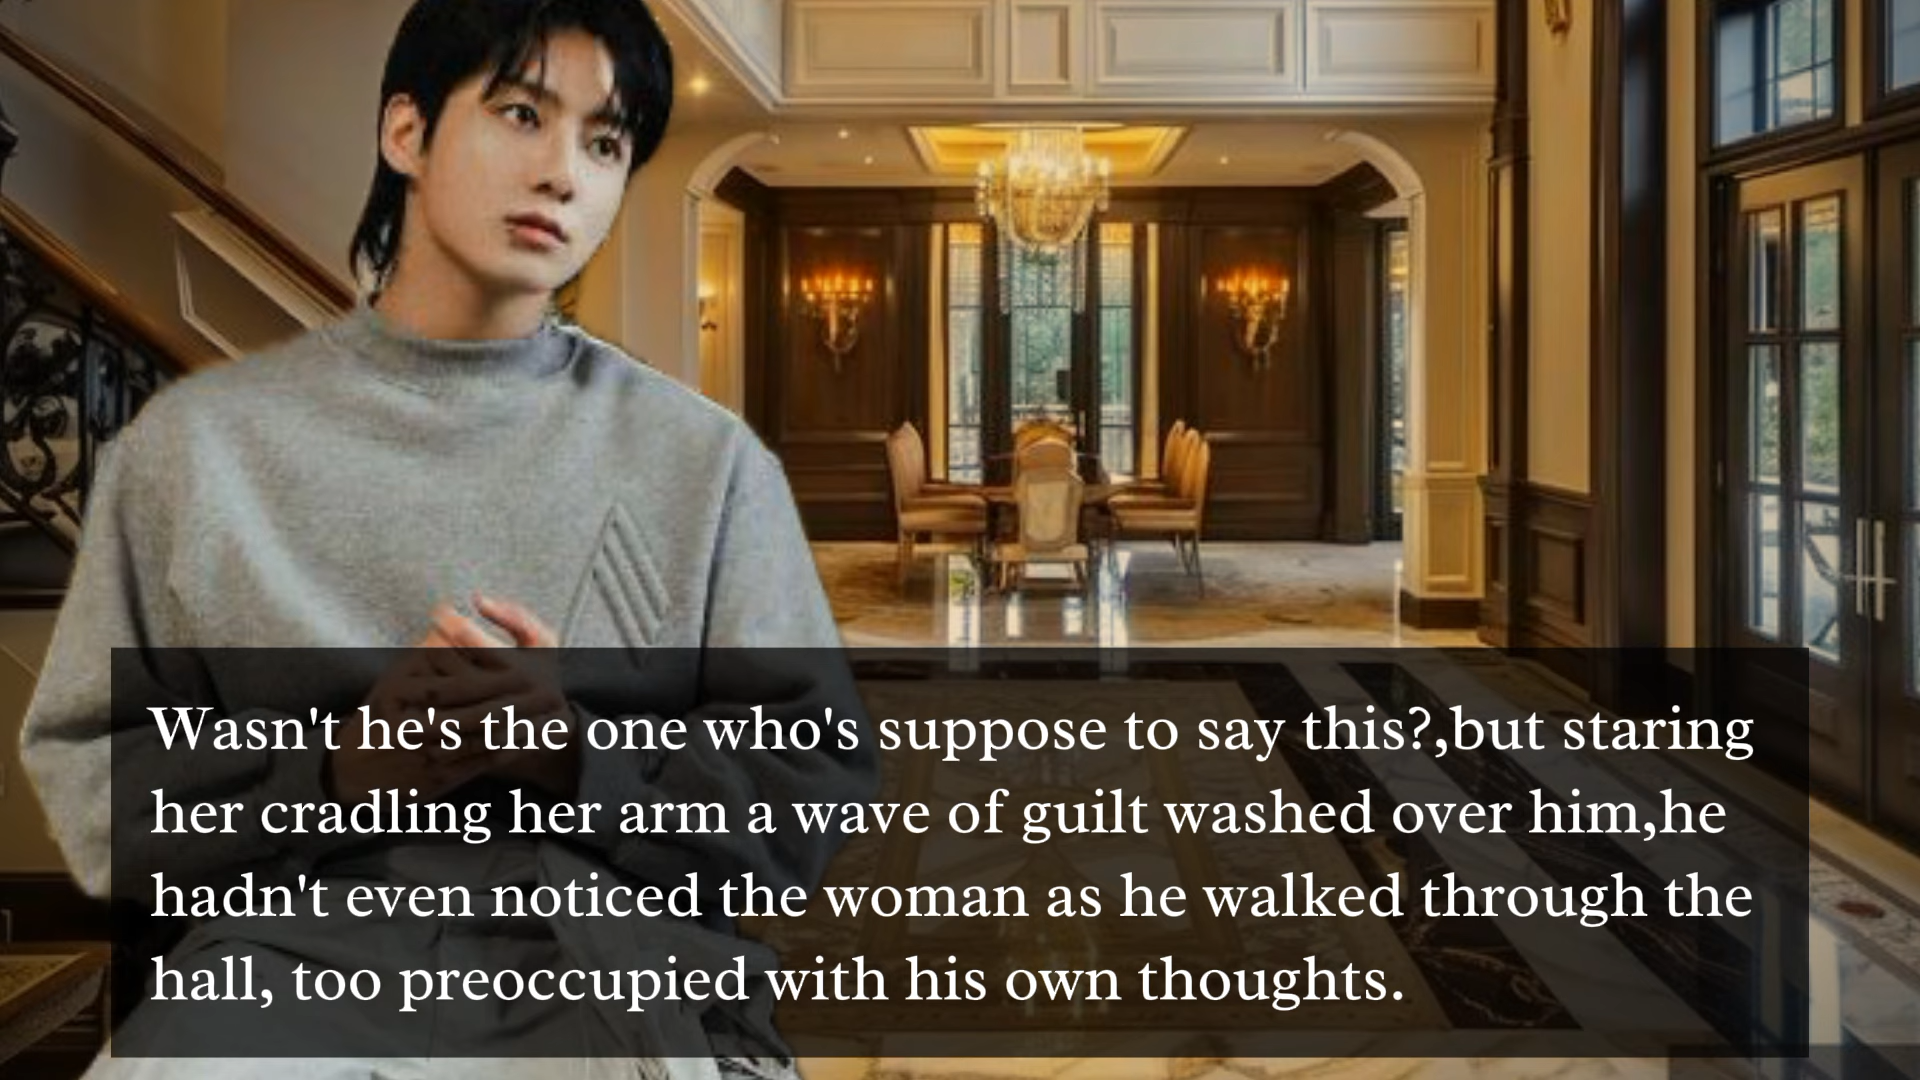 Wasn't he's the one who's suppose to say this?,but staring
her cradling her arm a wave of guilt washed over him,he
hadn't even noticed the woman as he walked through the
hall, too preoccupied with his own thoughts.